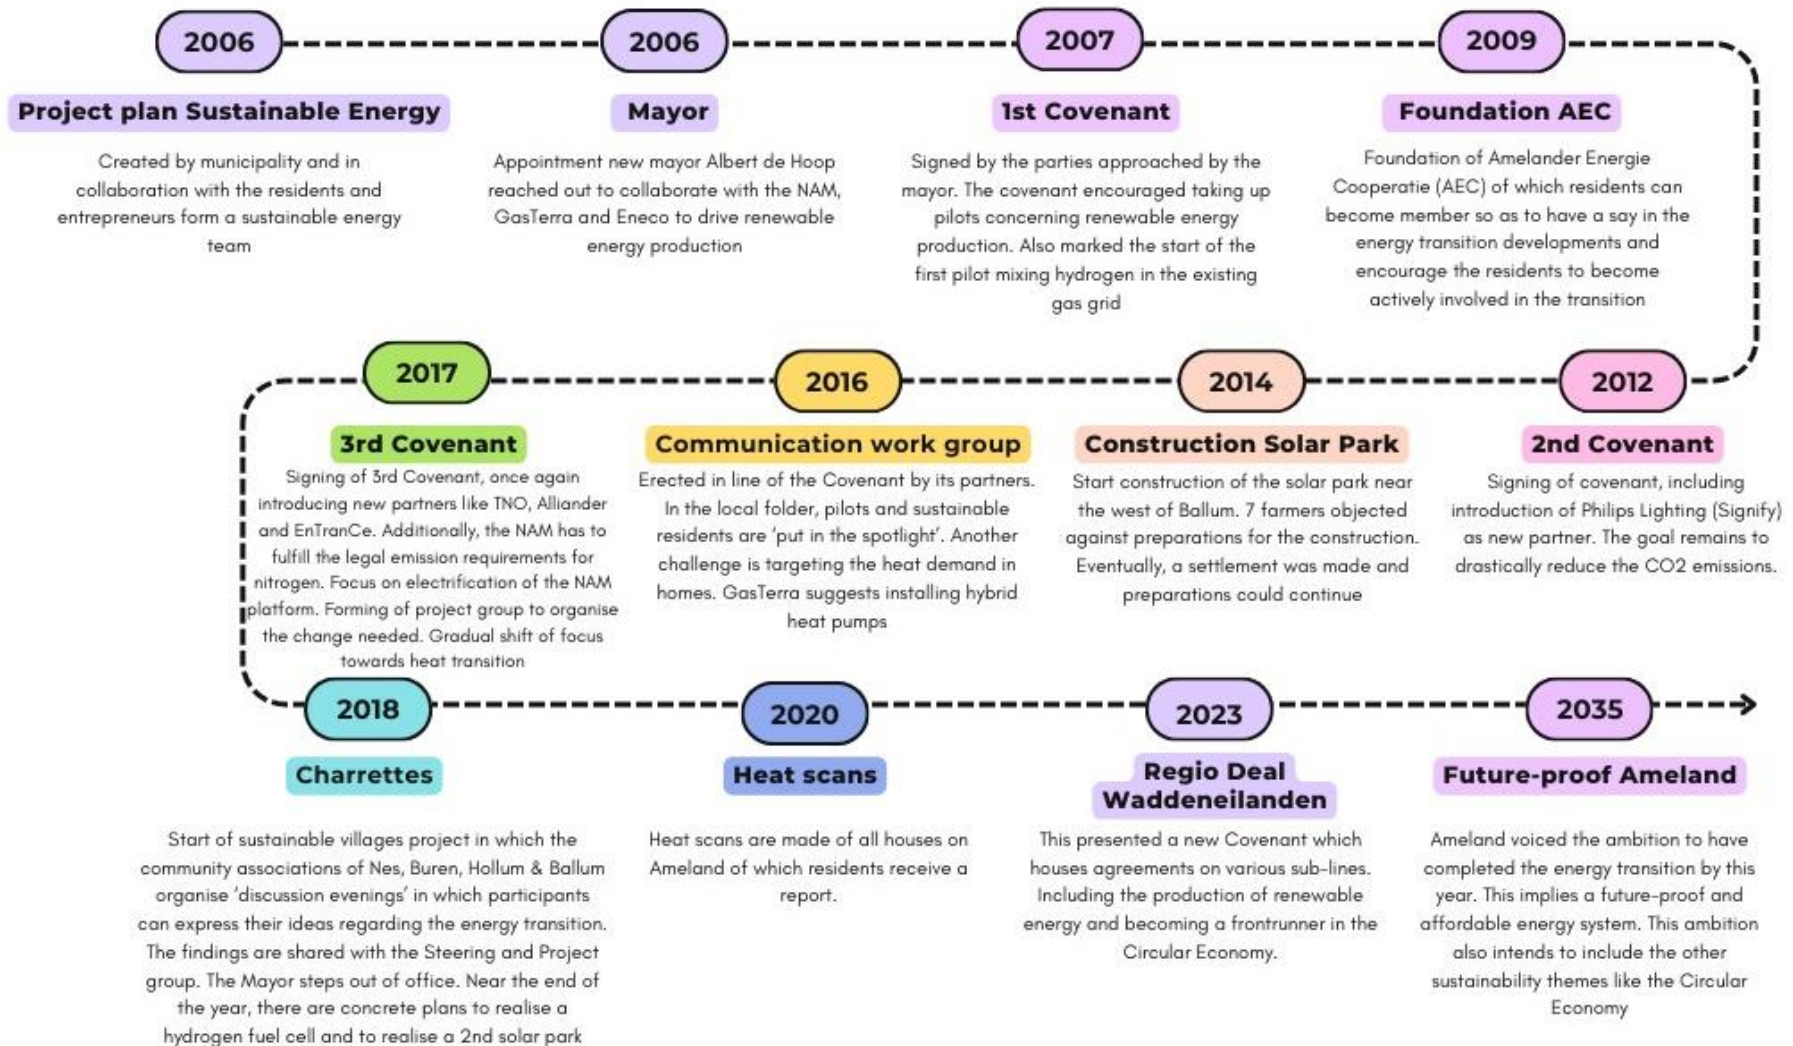 2006
Project plan Sustainable Energy
Created by municipality and in
collaboration with the residents and
entrepreneurs form a sustainable energy
team
2006
Mayor
Appointment new mayor Albert de Hoop
reached out to collaborate with the NAM,
GasTerra and Eneco to drive renewable
energy production
2007
1st Covenant
Signed by the parties approached by the
mayor. The covenant encouraged taking up
pilots concerning renewable energy
production. Also marked the start of the
first pilot mixing hydrogen in the existing
gas grid
2009
Foundation AEC
Foundation of Amelander Energie
Cooperatie (AEC) of which residents can
become member so as to have a say in the
energy transition developments and
encourage the residents to become
actively involved in the transition
2012
2nd Covenant
Signing of covenant, including
introduction of Philips Lighting (Signify)
as new partner. The goal remains to
drastically reduce the CO2 emissions.
2014
Construction Solar Park
Start construction of the solar park near
the west of Ballum. 7 farmers objected
against preparations for the construction.
Eventually, a settlement was made and
preparations could continue
2016
Communication work group
Erected in line of the Covenant by its partners.
In the local folder, pilots and sustainable
residents are 'put in the spotlight'. Another
challenge is targeting the heat demand in
homes. GasTerra suggests installing hybrid
heat pumps
2017
3rd Covenant
Signing of 3rd Covenant, once again
introducing new partners like TNO, Alliander
and EnTranCe. Additionally, the NAM has to
fulfill the legal emission requirements for
nitrogen. Focus on electrification of the NAM
platform. Forming of project group to organise
the change needed. Gradual shift of focus
towards heat transition
2018
Charrettes
Start of sustainable villages project in which the
community associations of Nes, Buren, Hollum & Ballum
organise 'discussion evenings' in which participants
can express their ideas regarding the energy transition.
The findings are shared with the Steering and Project
group. The Mayor steps out of office. Near the end of
the year, there are concrete plans to realise a
hydrogen fuel cell and to realise a 2nd solar park
2020
Heat scans
Heat scans are made of all houses on
Ameland of which residents receive a
report.
2023
Regio Deal
Waddeneilanden
This presented a new Covenant which
houses agreements on various sub-lines.
Including the production of renewable
energy and becoming a frontrunner in the
Circular Economy.
2035
Future-proof Ameland
Ameland voiced the ambition to have
completed the energy transition by this
year. This implies a future-proof and
affordable energy system. This ambition
also intends to include the other
sustainability themes like the Circular
Economy